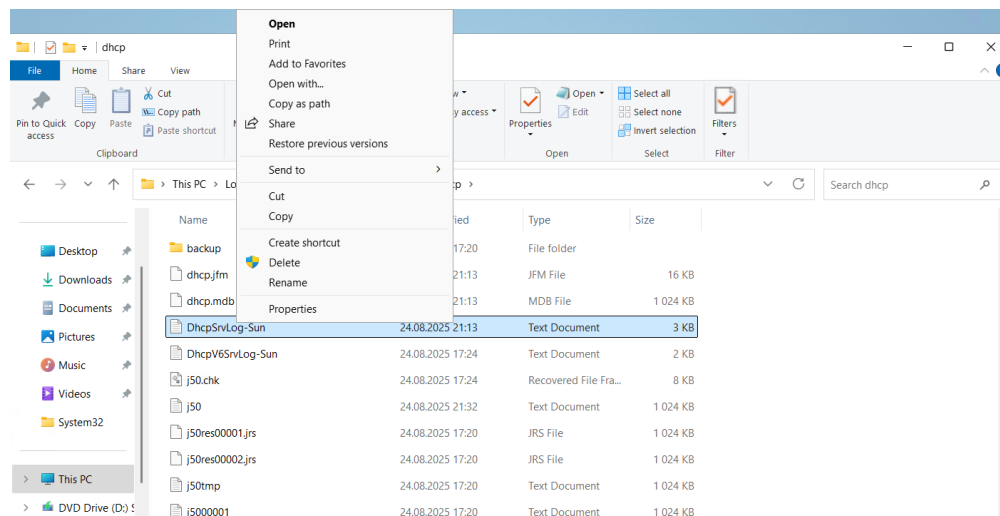 dhcp
File Home Share View
Pin to Quick access
Copy
Paste
Cut
Copy path
Paste shortcut
Clipboard
Open
Print
Add to Favorites
Open with...
Copy as path
Share
Restore previous versions
Send to
Cut
Copy
Create shortcut
Delete
Rename
Properties
Properties
Open
Edit
Open
Select all
Select none
Invert selection
Select
Filters
Filter
This PC
Search dhcp
Name Type Size
backup 17:20 File folder
dhcp.jfm 21:13 JFM File 16 KB
dhcp.mdb 21:13 MDB File 1 024 KB
DhcpSrvLog-Sun 24.08.2025 21:13 Text Document 3 KB
DhcpV6SrvLog-Sun 24.08.2025 17:24 Text Document 2 KB
j50.chk 24.08.2025 17:24 Recovered File Fra... 8 KB
j50 24.08.2025 21:32 Text Document 1 024 KB
j50res00001.jrs 24.08.2025 17:20 JRS File 1 024 KB
j50res00002.jrs 24.08.2025 17:20 JRS File 1 024 KB
j50tmp 24.08.2025 17:20 Text Document 1 024 KB
j5000001 24.08.2025 17:20 Text Document 1 024 KB
Desktop
Downloads
Documents
Pictures
Music
Videos
System32
This PC
DVD Drive (D:)